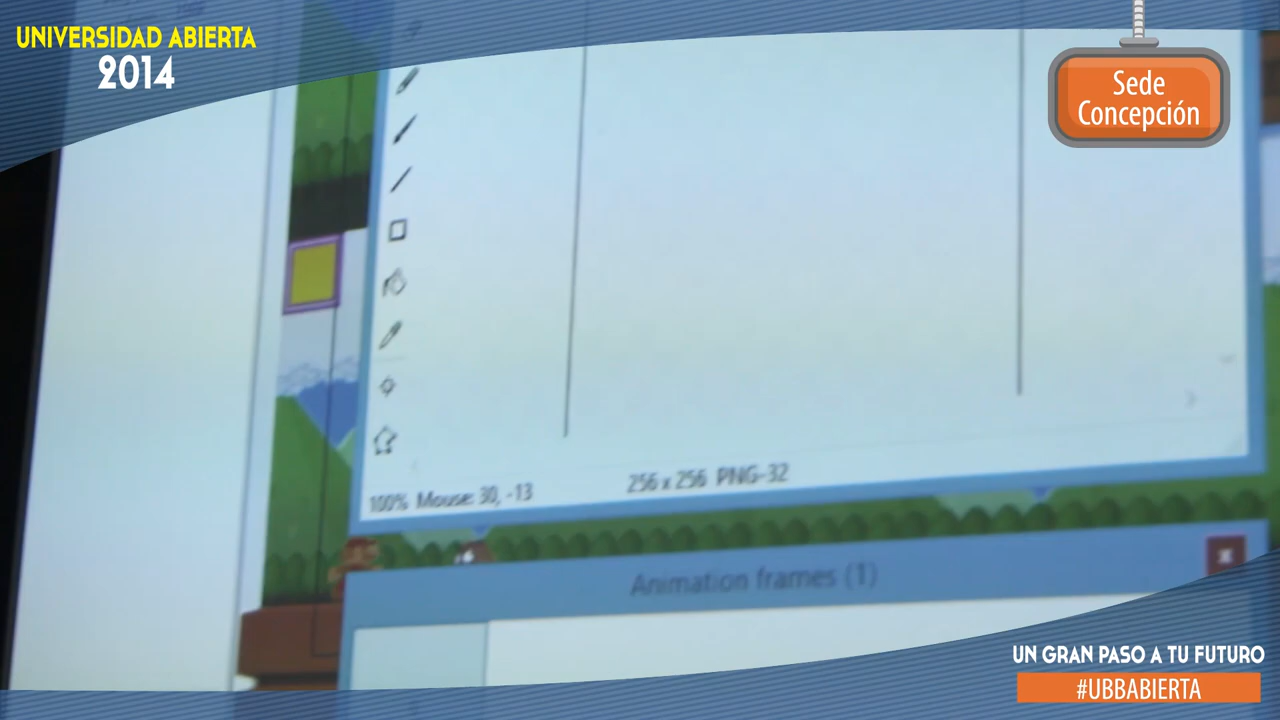 UNIVERSIDAD ABIERTA
2014
Sede
Concepción
100% Mouse: 30, -13
256 x 256 PNG-32
Animation frames (1)
UN GRAN PASO A TU FUTURO
#UBBABIERTA